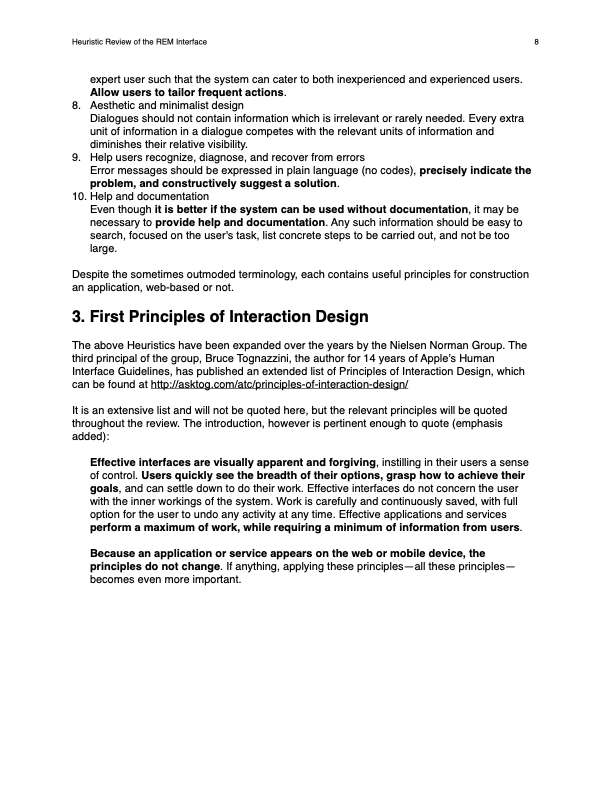 Heuristic Review of the REM Interface 8
expert user such that the system can cater to both inexperienced and experienced users.
Allow users to tailor frequent actions.
8. Aesthetic and minimalist design
Dialogues should not contain information which is irrelevant or rarely needed. Every extra
unit of information in a dialogue competes with the relevant units of information and
diminishes their relative visibility.
9. Help users recognize, diagnose, and recover from errors
Error messages should be expressed in plain language (no codes), precisely indicate the
problem, and constructively suggest a solution.
10. Help and documentation
Even though it is better if the system can be used without documentation, it may be
necessary to provide help and documentation. Any such information should be easy to
search, focused on the user's task, list concrete steps to be carried out, and not be too
large.
Despite the sometimes outmoded terminology, each contains useful principles for construction
an application, web-based or not.
3. First Principles of Interaction Design
The above Heuristics have been expanded over the years by the Nielsen Norman Group. The
third principal of the group, Bruce Tognazzini, the author for 14 years of Apple's Human
Interface Guidelines, has published an extended list of Principles of Interaction Design, which
can be found at http://asktog.com/atc/principles-of-interaction-design/
It is an extensive list and will not be quoted here, but the relevant principles will be quoted
throughout the review. The introduction, however is pertinent enough to quote (emphasis
added):
Effective interfaces are visually apparent and forgiving, instilling in their users a sense
of control. Users quickly see the breadth of their options, grasp how to achieve their
goals, and can settle down to do their work. Effective interfaces do not concern the user
with the inner workings of the system. Work is carefully and continuously saved, with full
option for the user to undo any activity at any time. Effective applications and services
perform a maximum of work, while requiring a minimum of information from users.
Because an application or service appears on the web or mobile device, the
principles do not change. If anything, applying these principles—all these principles—
becomes even more important.